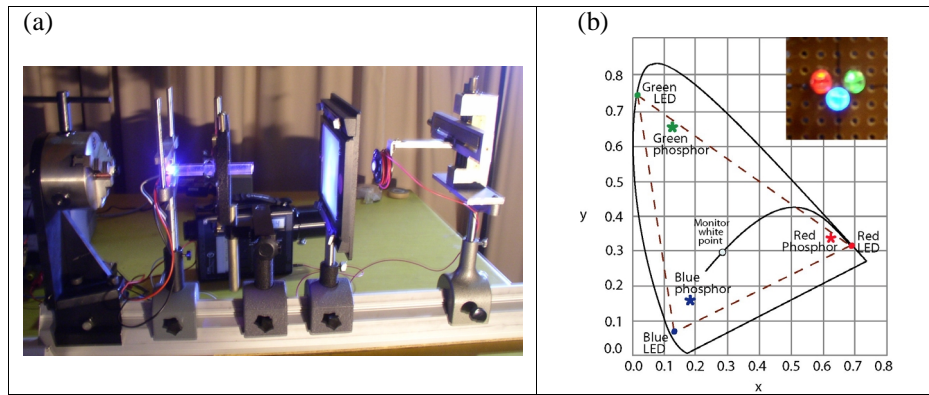 (a)
(b)
0.8
0.7
0.6
0.5
0.4
0.3
0.2
0.1
0.0
y
Green
LED
Green
phosphor
Monitor
white
point
Red
Phosphor
Red
LED
Blue
phosphor
Blue
LED
0.0 0.1 0.2 0.3 0.4 0.5 0.6 0.7 0.8
x